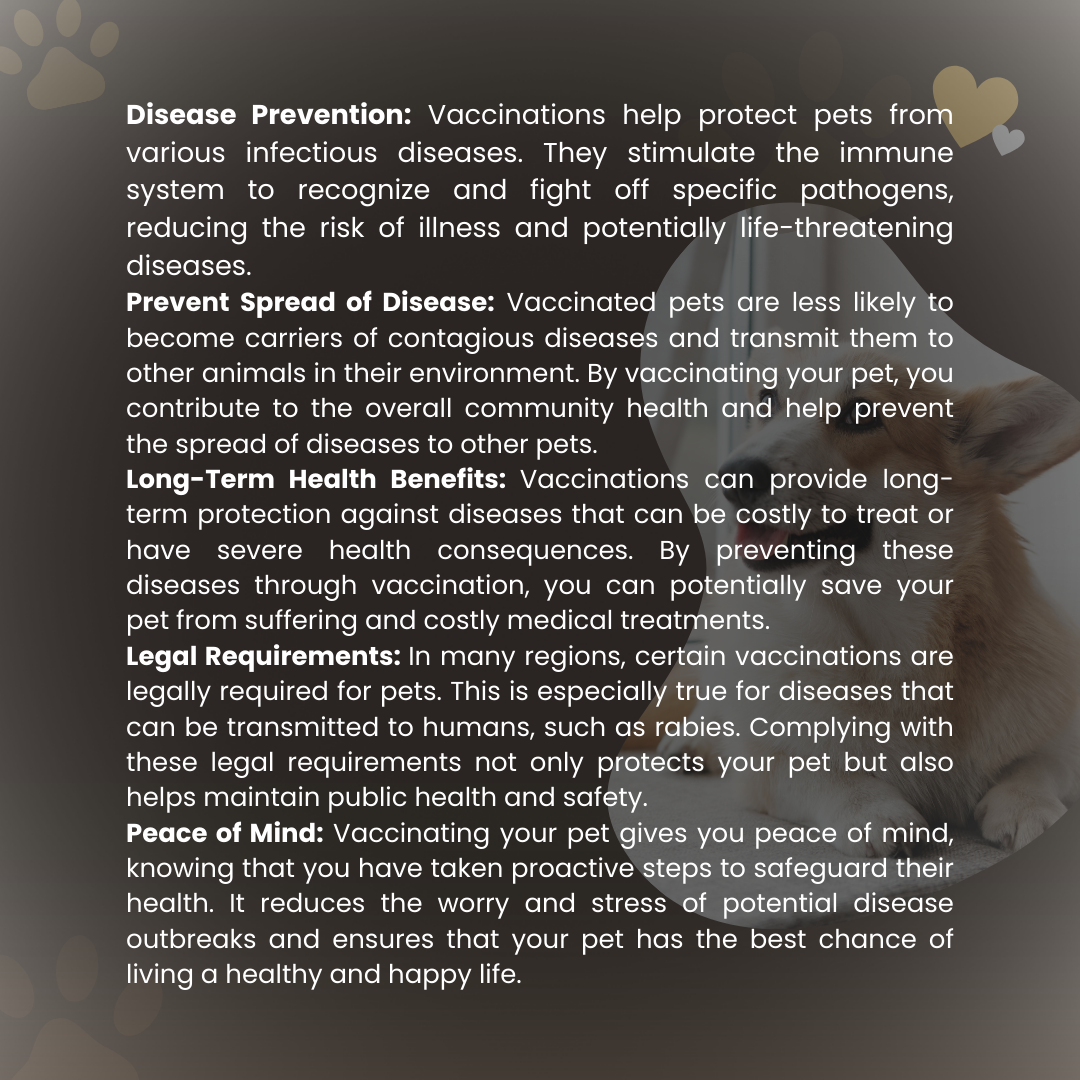 Disease Prevention: Vaccinations help protect pets from
various infectious diseases. They stimulate the immune
system to recognize and fight off specific pathogens,
reducing the risk of illness and potentially life-threatening
diseases.
Prevent Spread of Disease: Vaccinated pets are less likely to
become carriers of contagious diseases and transmit them to
other animals in their environment. By vaccinating your pet, you
contribute to the overall community health and help prevent
the spread of diseases to other pets.
Long-Term Health Benefits: Vaccinations can provide long-
term protection against diseases that can be costly to treat or
have severe health consequences. By preventing these
diseases through vaccination, you can potentially save your
pet from suffering and costly medical treatments.
Legal Requirements: In many regions, certain vaccinations are
legally required for pets. This is especially true for diseases that
can be transmitted to humans, such as rabies. Complying with
these legal requirements not only protects your pet but also
helps maintain public health and safety.
Peace of Mind: Vaccinating your pet gives you peace of mind,
knowing that you have taken proactive steps to safeguard their
health. It reduces the worry and stress of potential disease
outbreaks and ensures that your pet has the best chance of
living a healthy and happy life.